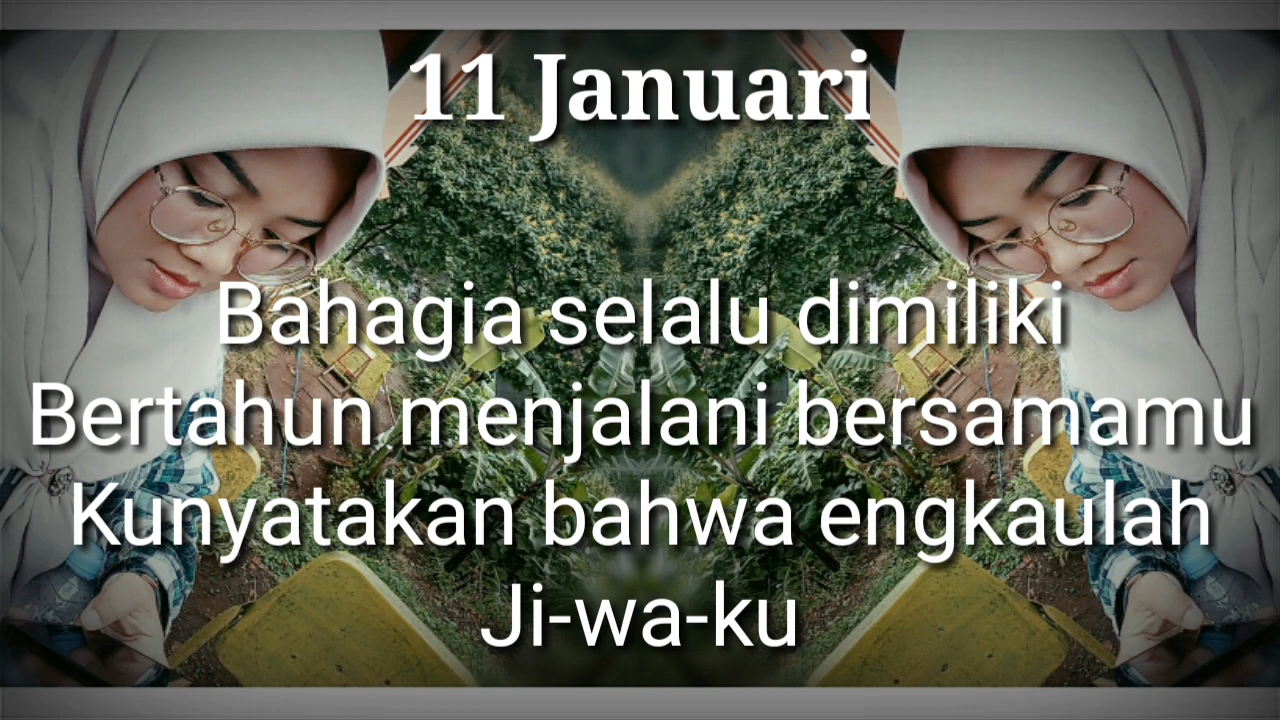 11 Januari
Bahagia selalu dimiliki
Bertahun menjalani bersamamu
Kunyatakan bahwa engkaulah
Ji-wa-ku